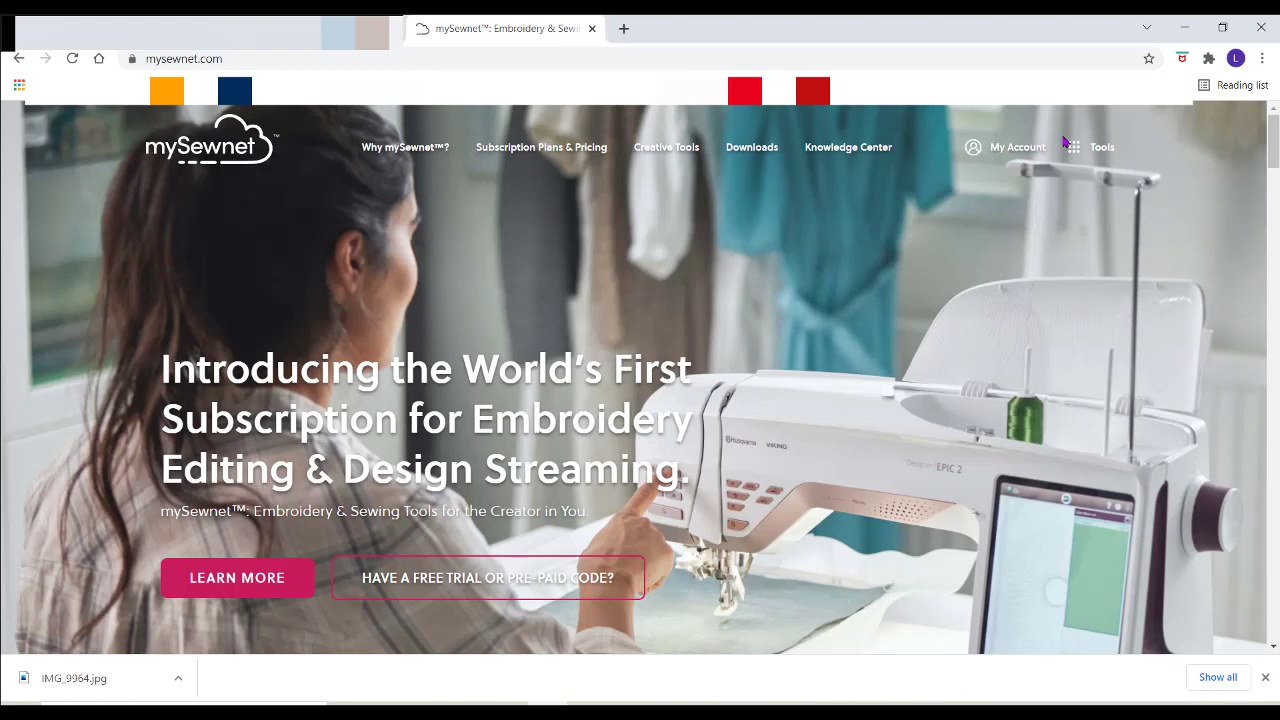 mySewnet™: Embroidery & Sewi
mysewnet.com
L
Reading list
mySewnet™
Why mySewnet™?
Subscription Plans & Pricing
Creative Tools
Downloads
Knowledge Center
My Account
Tools
Introducing the World's First
Subscription for Embroidery
Editing & Design Streaming.
mySewnet™: Embroidery & Sewing Tools for the Creator in You.
LEARN MORE
HAVE A FREE TRIAL OR PRE-PAID CODE?
Husqvarna VIKING
Designer EPIC 2
IMG_9964.jpg
Show all